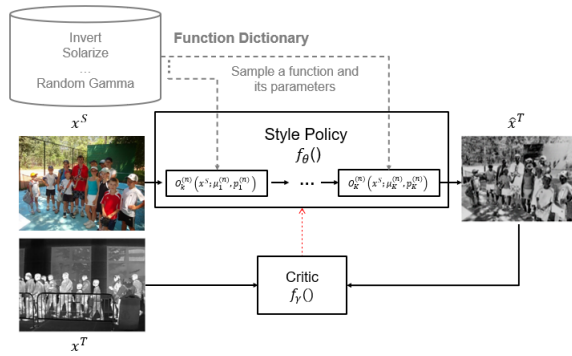 Invert
Solarize
...
Random Gamma
Function Dictionary
Sample a function and
its parameters
x^S
Style Policy
f_θ()
x̂^T
O_k^{(n)}(x^S; μ_1^{(n)}, p_1^{(n)})
...
O_K^{(n)}(x^S; μ_K^{(n)}, p_K^{(n)})
Critic
f_γ()
x^T